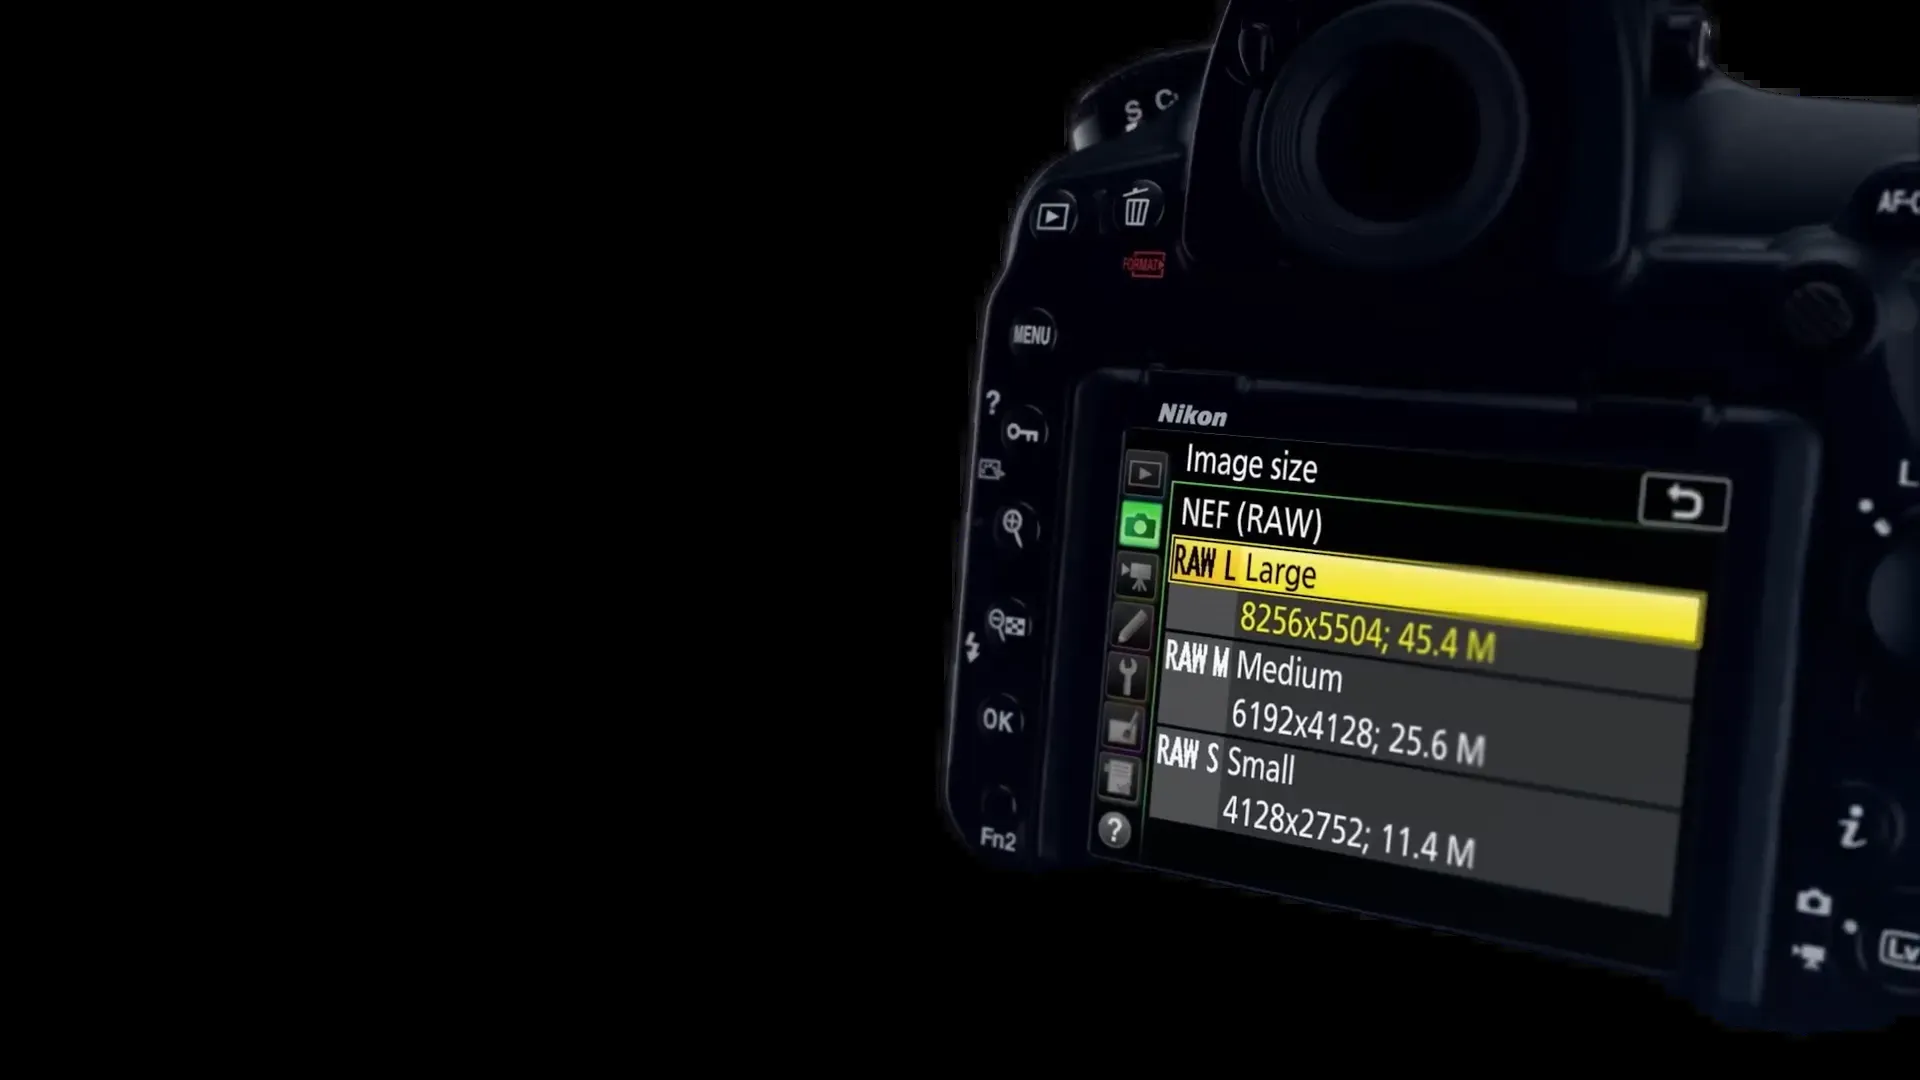 S C
FORMAT
MENU
?
Nikon
Image size
NEF (RAW)
RAW L Large
8256x5504; 45.4 M
RAW M Medium
6192x4128; 25.6 M
RAW S Small
4128x2752; 11.4 M
OK
Fn2
?
i
Lv